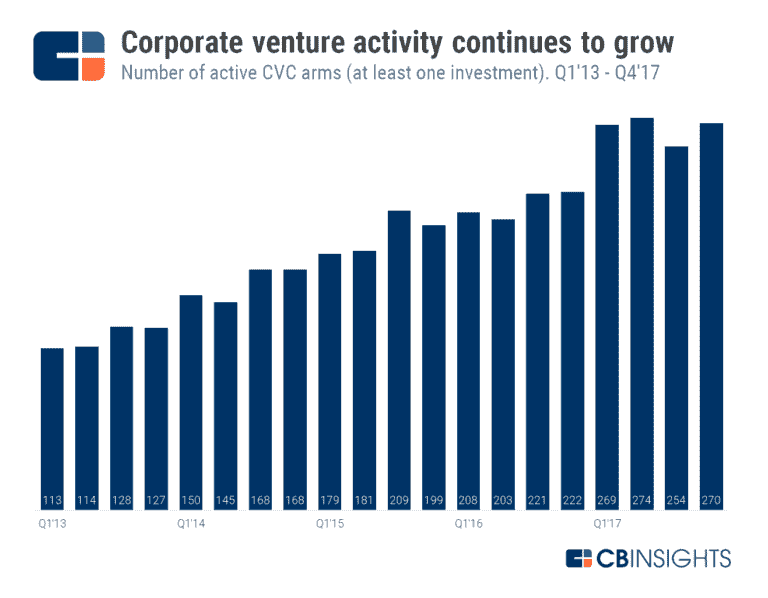 Corporate venture activity continues to grow
Number of active CVC arms (at least one investment). Q1'13 - Q4'17
113 114 128 127 150 145 168 168 179 181 209 199 208 203 221 222 269 274 254 270
Q1'13 Q1'14 Q1'15 Q1'16 Q1'17
CBINSIGHTS